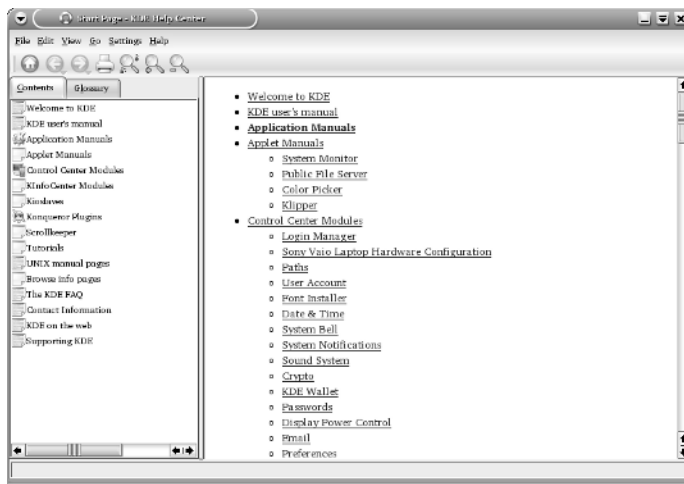 Start Page - KDE Help Center
File Edit View Go Settings Help
Contents Glossary
Welcome to KDE
KDE user's manual
Application Manuals
Applet Manuals
Control Center Modules
KInfoCenter Modules
Kioslaves
Konqueror Plugins
Scrollkeeper
Tutorials
UNIX manual pages
Browse info pages
The KDE FAQ
Contact Information
KDE on the web
Supporting KDE
Welcome to KDE
KDE user's manual
Application Manuals
Applet Manuals
System Monitor
Public File Server
Color Picker
Klipper
Control Center Modules
Login Manager
Sony Vaio Laptop Hardware Configuration
Paths
User Account
Font Installer
Date & Time
System Bell
System Notifications
Sound System
Crypto
KDE Wallet
Passwords
Display Power Control
Email
Preferences